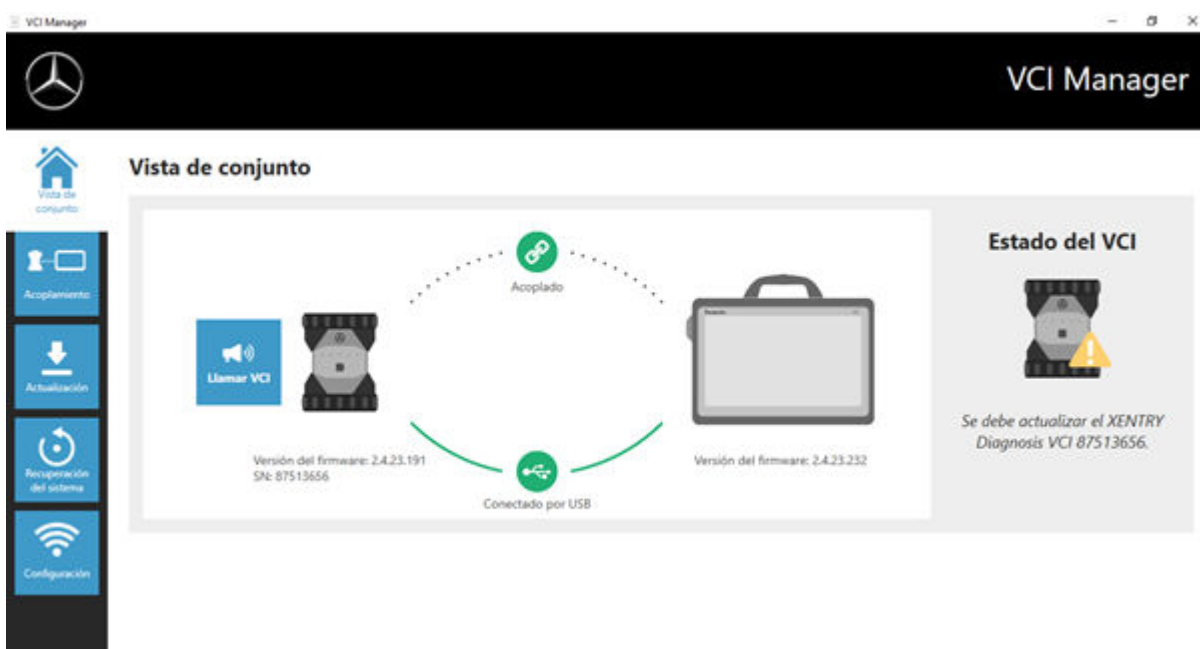 VCI Manager
VCI Manager
Vista de
conjunto
Vista de conjunto
Acoplamiento
Actualización
Recuperación
del sistema
Configuración
Acoplado
Llamar VCI
Versión del firmware: 2.4.23.191
SN: 87513656
Conectado por USB
Versión del firmware: 2.4.23.232
Estado del VCI
Se debe actualizar el XENTRY
Diagnosis VCI 87513656.